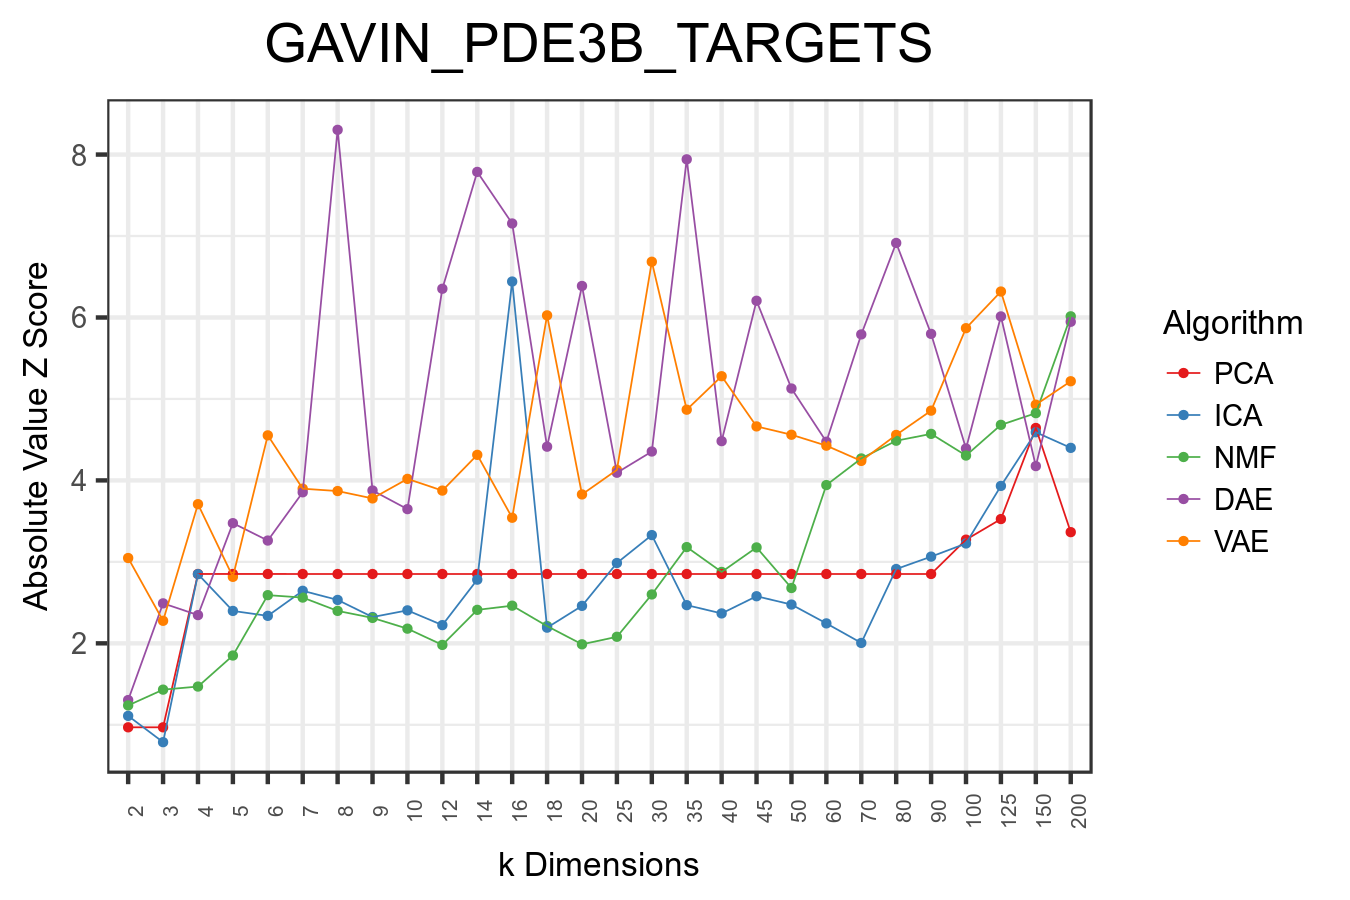 GAVIN_PDE3B_TARGETS
Absolute Value Z Score
8
6
4
2
2 3 4 5 6 7 8 9 10 12 14 16 18 20 25 30 35 40 45 50 60 70 80 90 100 125 150 200
k Dimensions
Algorithm
PCA
ICA
NMF
DAE
VAE